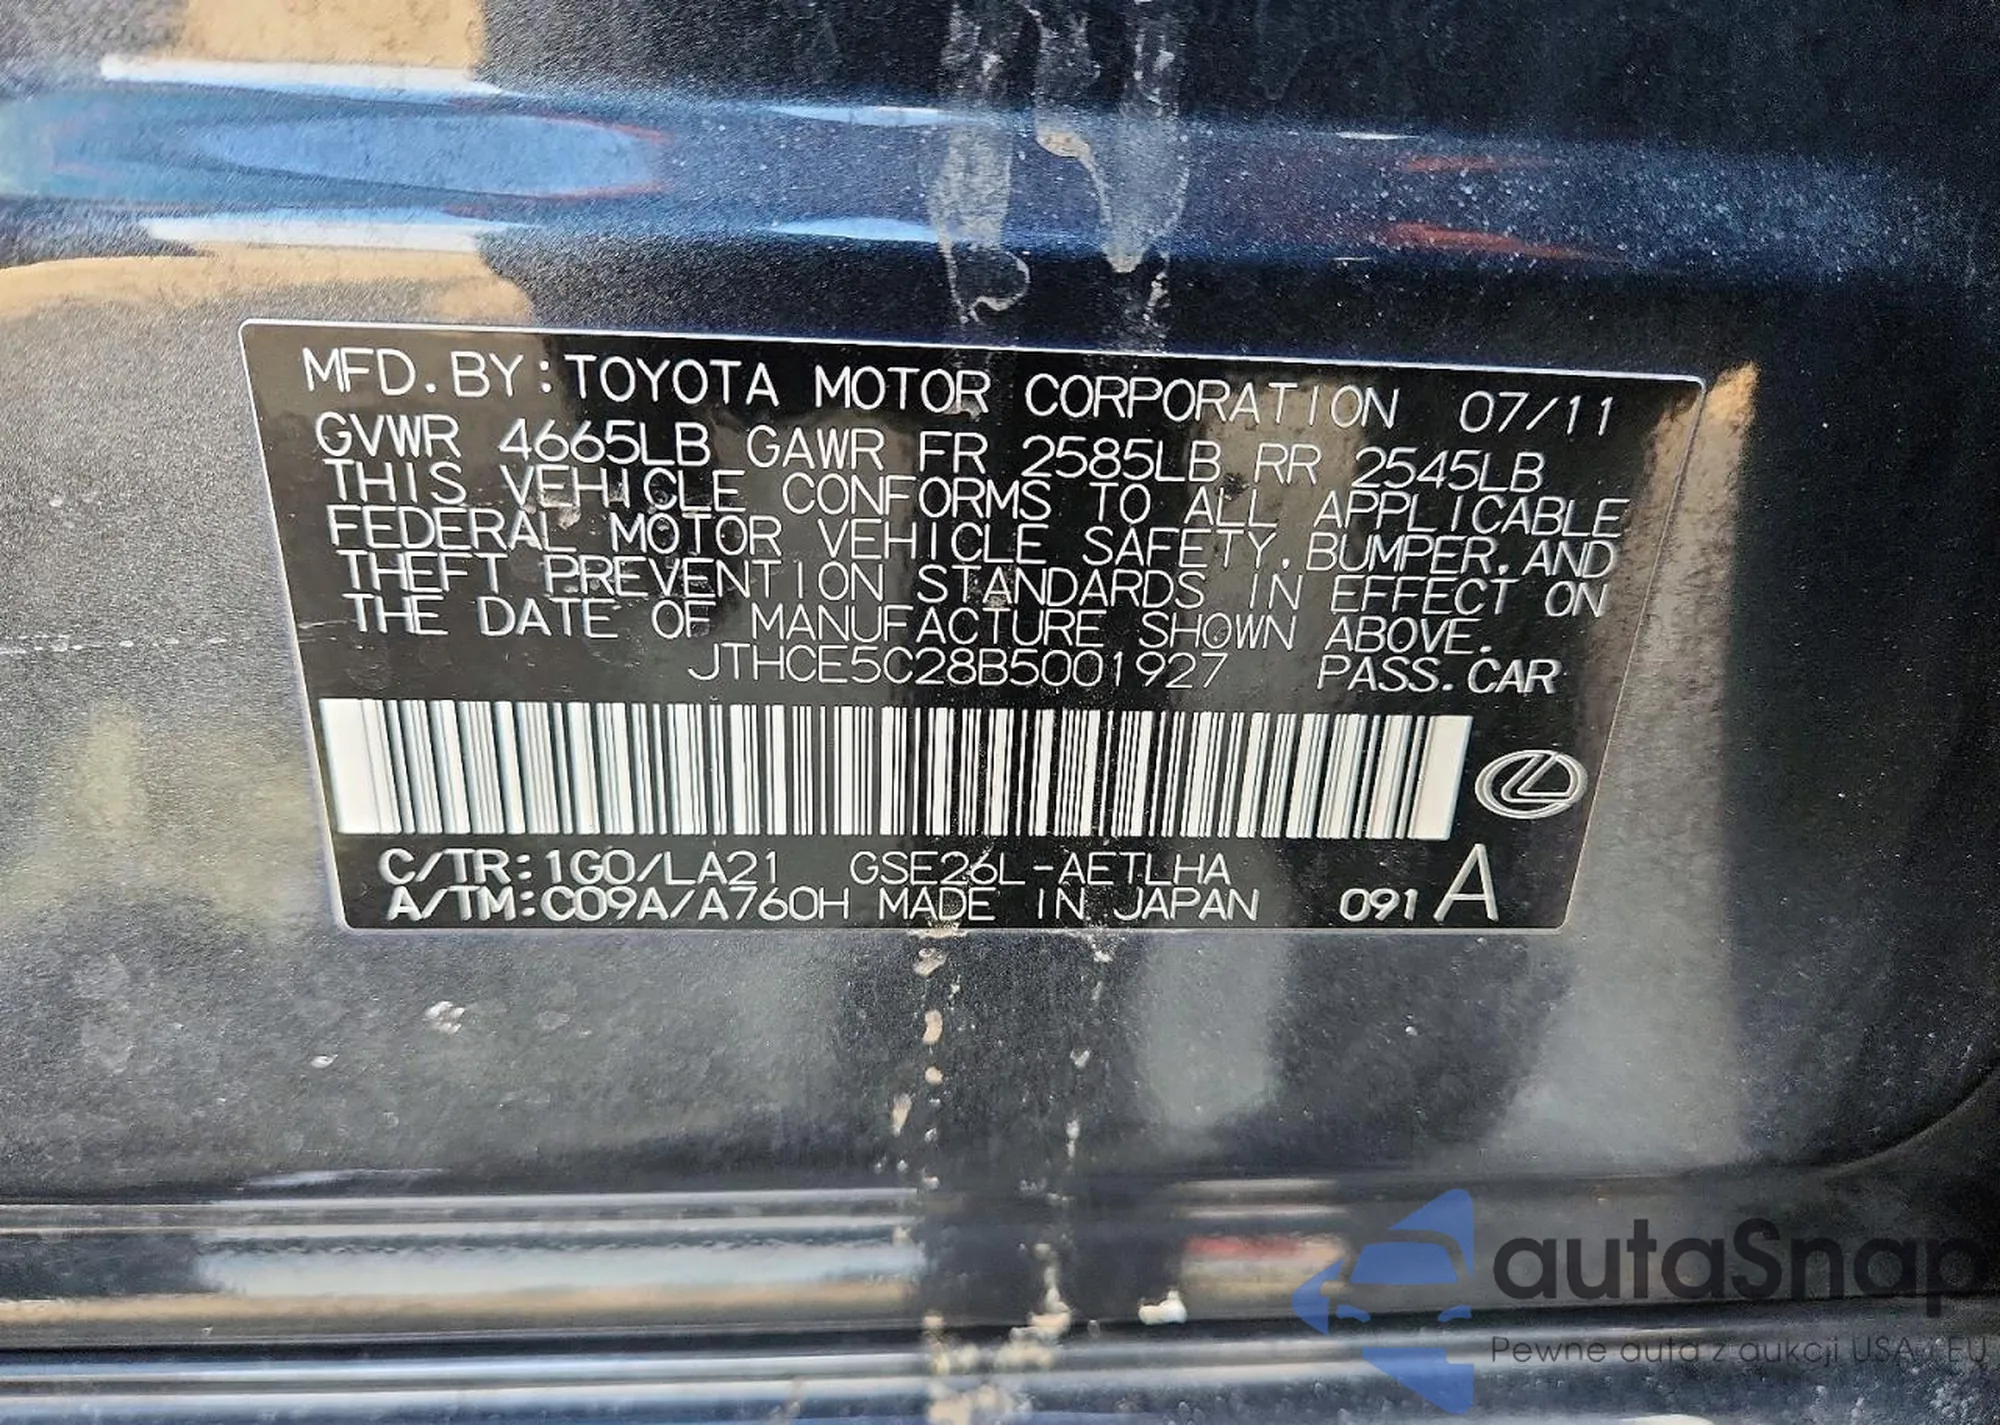 MFD.BY:TOYOTA MOTOR CORPORATION 07/11
GVWR 4665LB GAWR FR 2585LB RR 2545LB
THIS VEHICLE CONFORMS TO ALL APPLICABLE
FEDERAL MOTOR VEHICLE SAFETY,BUMPER,AND
THEFT PREVENTION STANDARDS IN EFFECT ON
THE DATE OF MANUFACTURE SHOWN ABOVE.
JTHCE5C28B5001927 PASS.CAR
C/TR:1G0/LA21 GSE26L-AETLHA
A/TM:C09A/A760H MADE IN JAPAN 091 A
autaSnap
Pewne auta z aukcji USA i EU